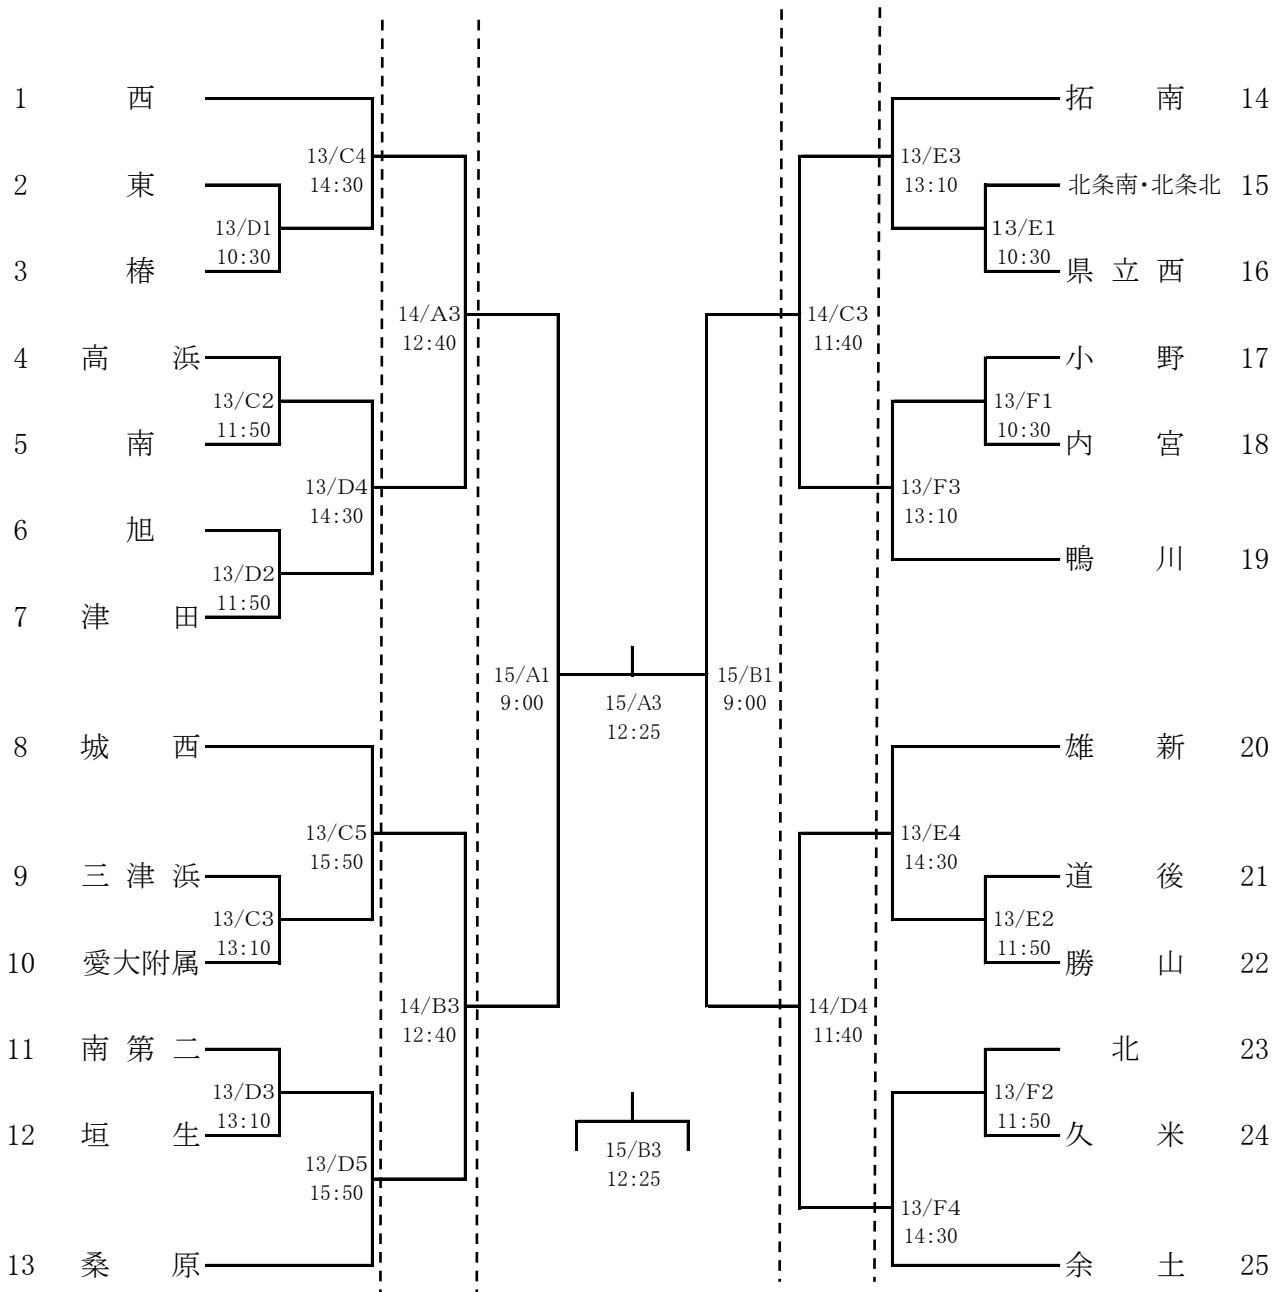 1 西
13/C4
14:30
2 東
13/D1
10:30
3 椿
14/A3
12:40
4 高浜
13/C2
11:50
5 南
13/D4
14:30
6 旭
13/D2
11:50
7 津田
15/A1
9:00
8 城西
13/C5
15:50
9 三津浜
13/C3
13:10
10 愛大附属
14/B3
12:40
11 南第二
13/D3
13:10
12 垣生
13/D5
15:50
13 桑原
15/A3
12:25
15/B3
12:25
拓南 14
13/E3
13:10
北条南・北条北 15
13/E1
10:30
県立西 16
14/C3
11:40
小野 17
13/F1
10:30
内宮 18
13/F3
13:10
鴨川 19
15/B1
9:00
雄新 20
13/E4
14:30
道後 21
13/E2
11:50
勝山 22
14/D4
11:40
北 23
13/F2
11:50
久米 24
13/F4
14:30
余土 25